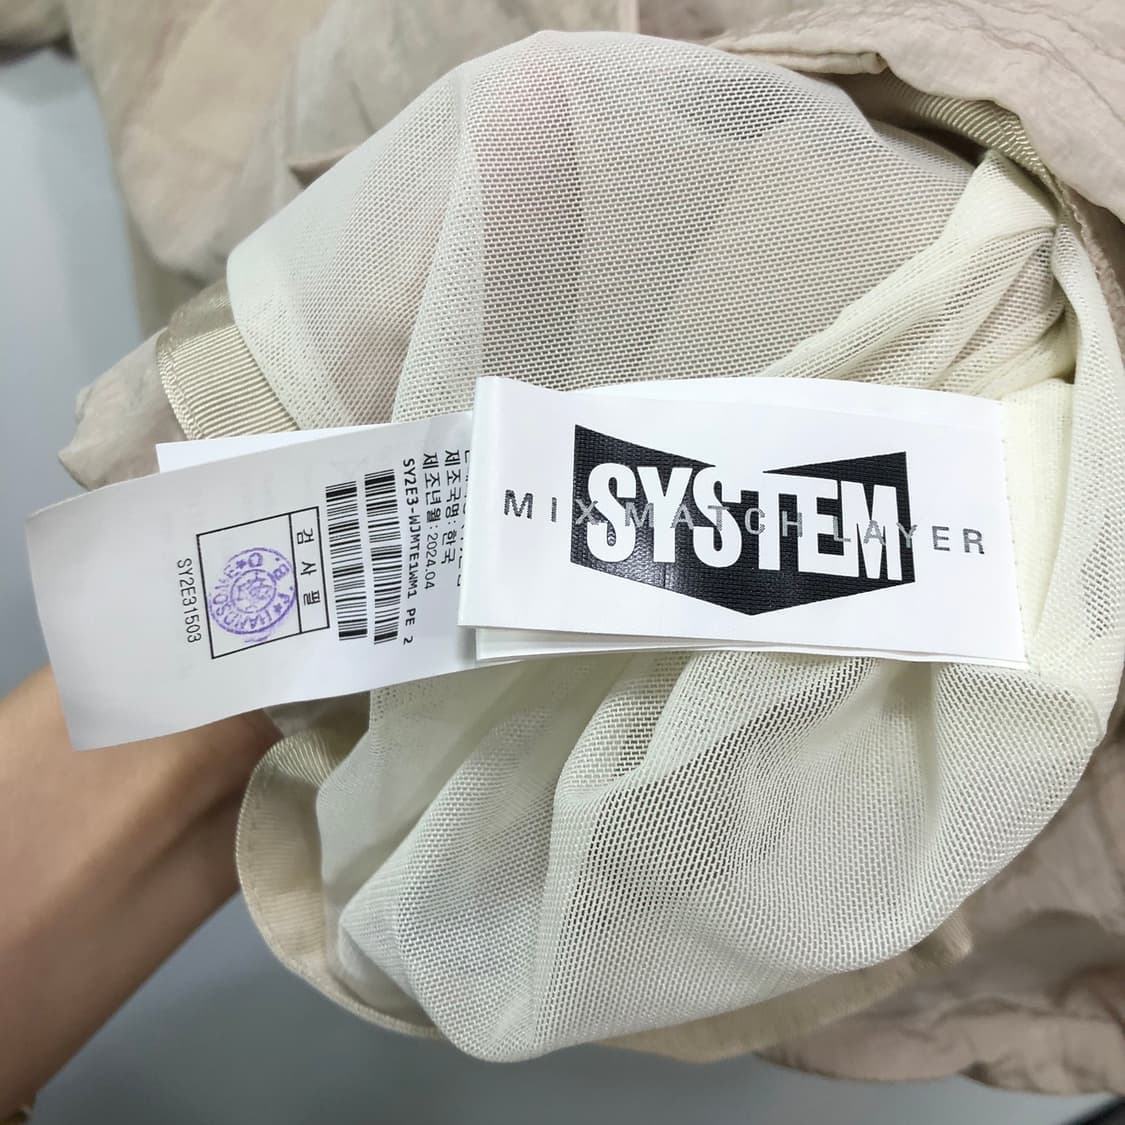 SYSTEM
MIX MATCH LAYER
제조국명:한국
제조년월:2024.04
SY2E3-WJMTE1WM1 PE 2
검사필
HANDSOME
SY2E31503